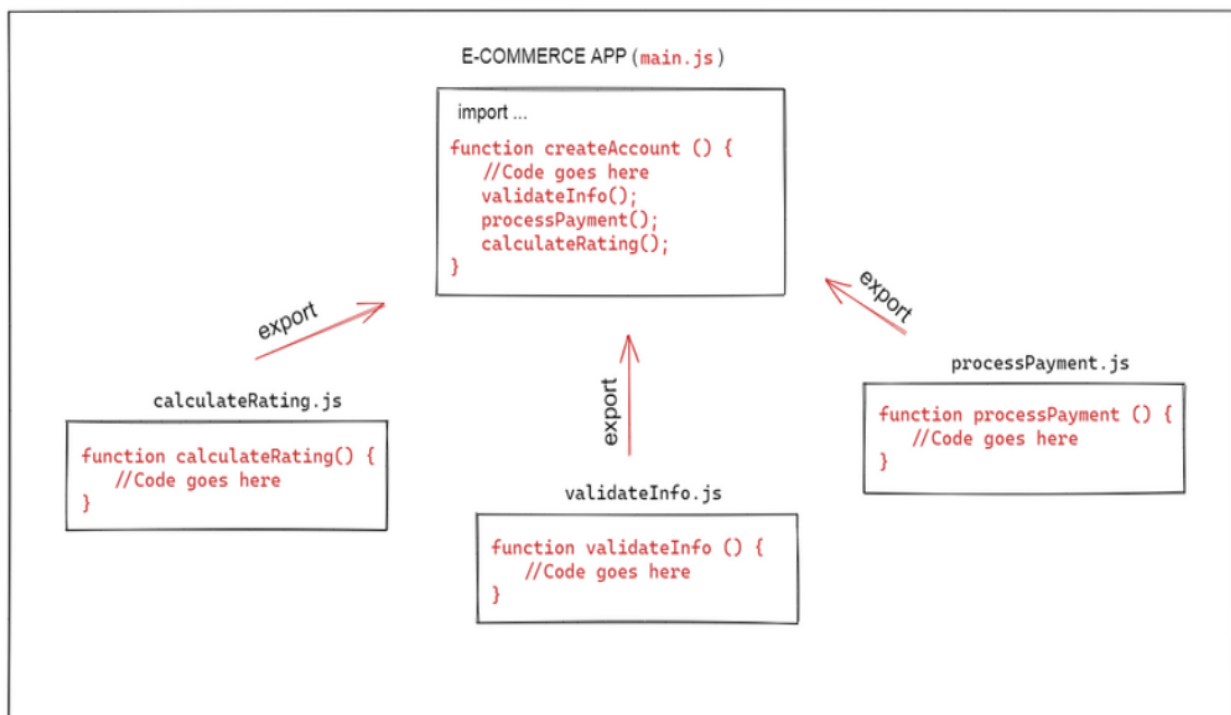 E-COMMERCE APP (main.js)
import ...
function createAccount () {
//Code goes here
validateInfo();
processPayment();
calculateRating();
}
export
export
export
calculateRating.js
function calculateRating() {
//Code goes here
}
validateInfo.js
function validateInfo () {
//Code goes here
}
processPayment.js
function processPayment () {
//Code goes here
}